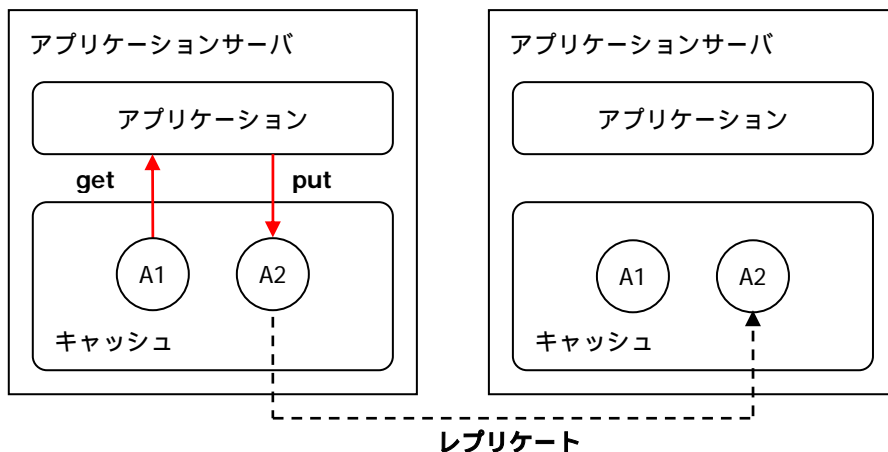 アプリケーションサーバ
アプリケーション
get
put
A1
A2
キャッシュ
アプリケーションサーバ
アプリケーション
A1
A2
キャッシュ
レプリケート